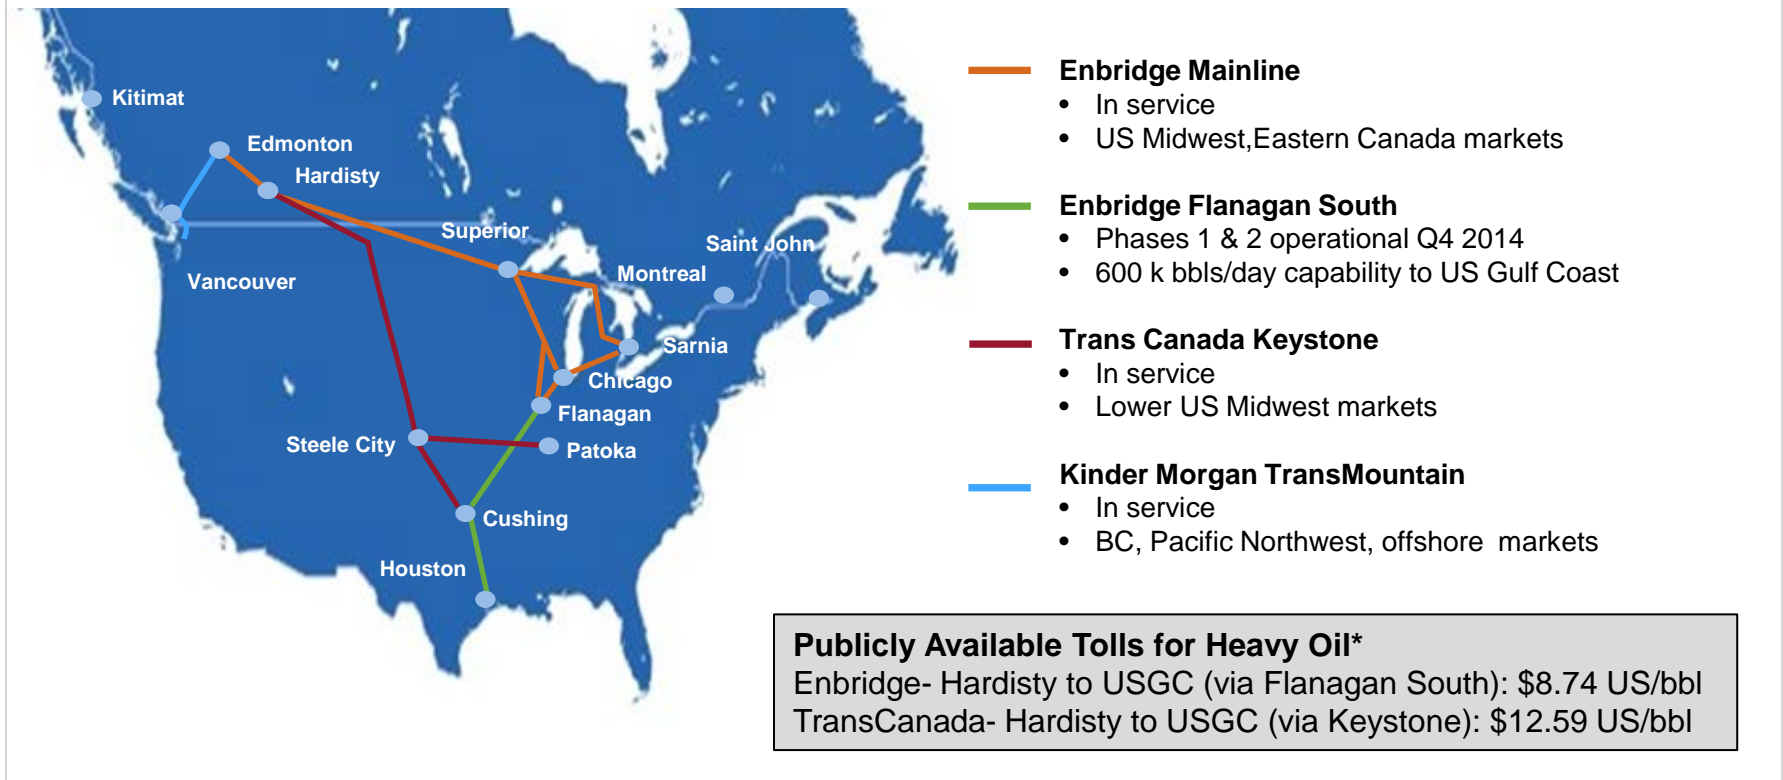 Kitimat
Edmonton
Hardisty
Superior
Saint John
Montreal
Vancouver
Sarnia
Chicago
Flanagan
Steele City
Patoka
Cushing
Houston
Enbridge Mainline
• In service
• US Midwest,Eastern Canada markets
Enbridge Flanagan South
• Phases 1 & 2 operational Q4 2014
• 600 k bbls/day capability to US Gulf Coast
Trans Canada Keystone
• In service
• Lower US Midwest markets
Kinder Morgan TransMountain
• In service
• BC, Pacific Northwest, offshore markets
Publicly Available Tolls for Heavy Oil*
Enbridge- Hardisty to USGC (via Flanagan South): $8.74 US/bbl
TransCanada- Hardisty to USGC (via Keystone): $12.59 US/bbl